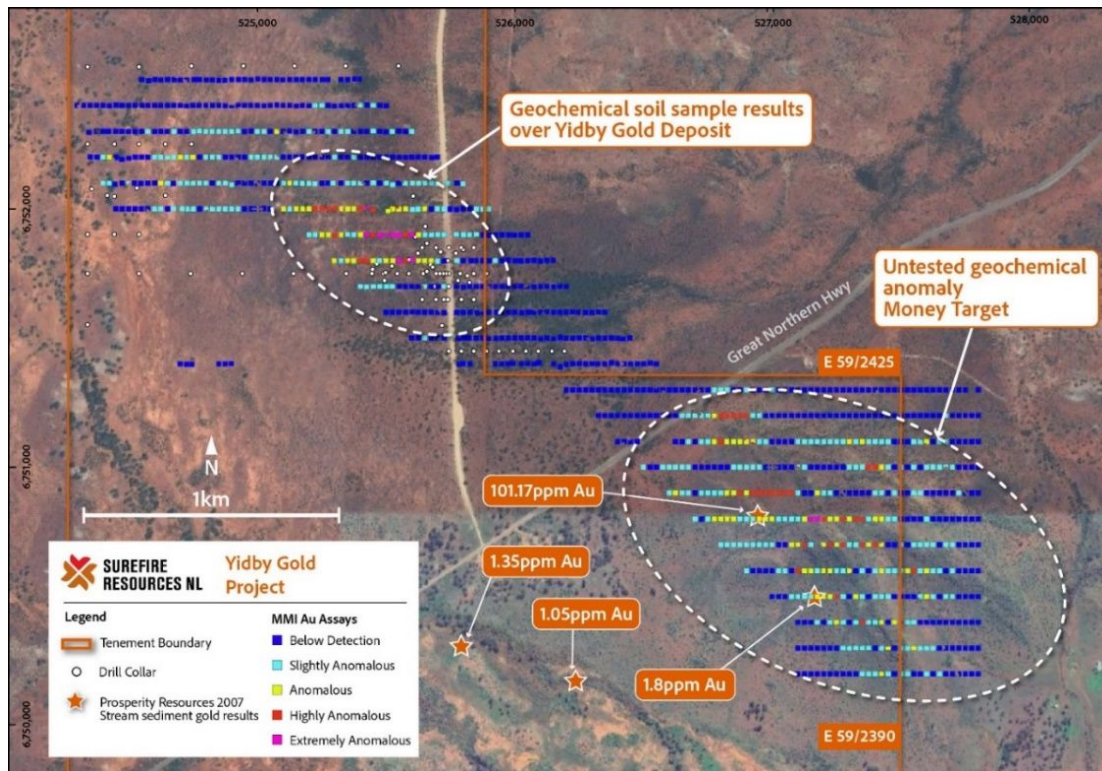 525,000
526,000
527,000
528,000
6,752,000
6,751,000
6,750,000
Geochemical soil sample results
over Yidby Gold Deposit
Untested geochemical
anomaly
Money Target
Great Northern Hwy
E 59/2425
N
1km
101.17ppm Au
1.35ppm Au
1.05ppm Au
1.8ppm Au
E 59/2390
SUREFIRE
RESOURCES NL
Yidby Gold
Project
Legend
Tenement Boundary
Drill Collar
Prosperity Resources 2007
Stream sediment gold results
MMI Au Assays
Below Detection
Slightly Anomalous
Anomalous
Highly Anomalous
Extremely Anomalous